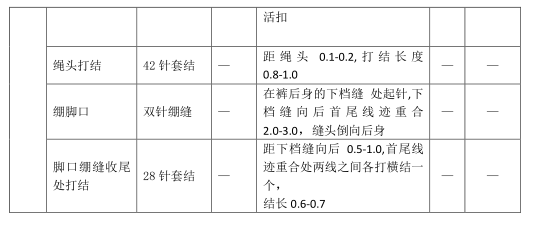 活扣
绳头打结 42 针套结 — 距绳头 0.1-0.2,打结长度 — —
0.8-1.0
绷脚口 双针绷缝 — 在裤后身的下档缝 处起针,下 — —
档缝向后首尾线迹重合
2.0-3.0，缝头倒向后身
脚口绷缝收尾 28 针套结 — 距下档缝向后 0.5-1.0,首尾线 — —
处打结 迹重合处两线之间各打横结一
个，
结长 0.6-0.7